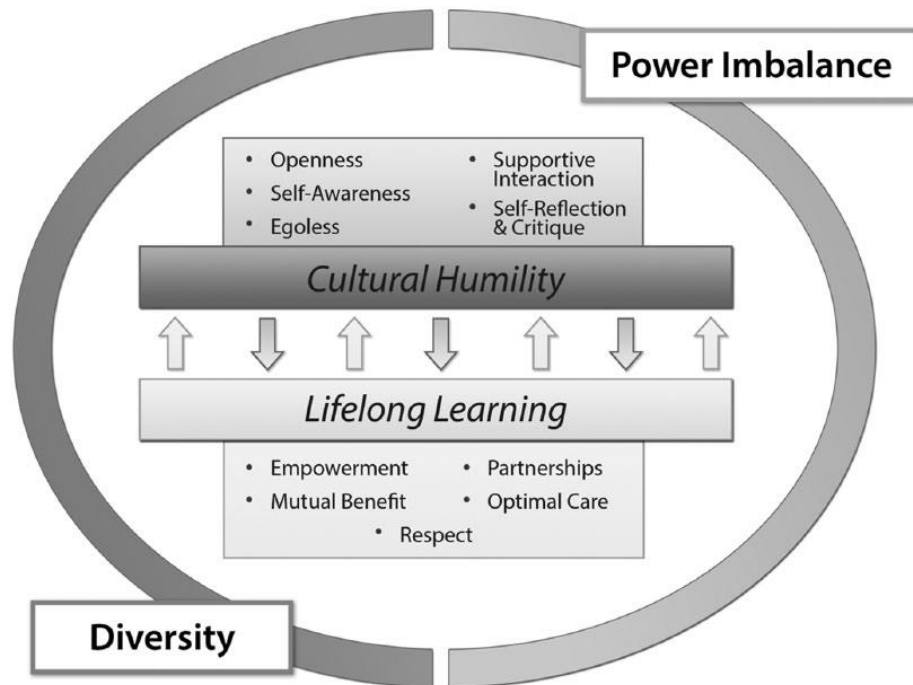 Power Imbalance
• Openness
• Self-Awareness
• Egoless
• Supportive
Interaction
• Self-Reflection
& Critique
Cultural Humility
Lifelong Learning
• Empowerment
• Mutual Benefit
• Partnerships
• Optimal Care
• Respect
Diversity